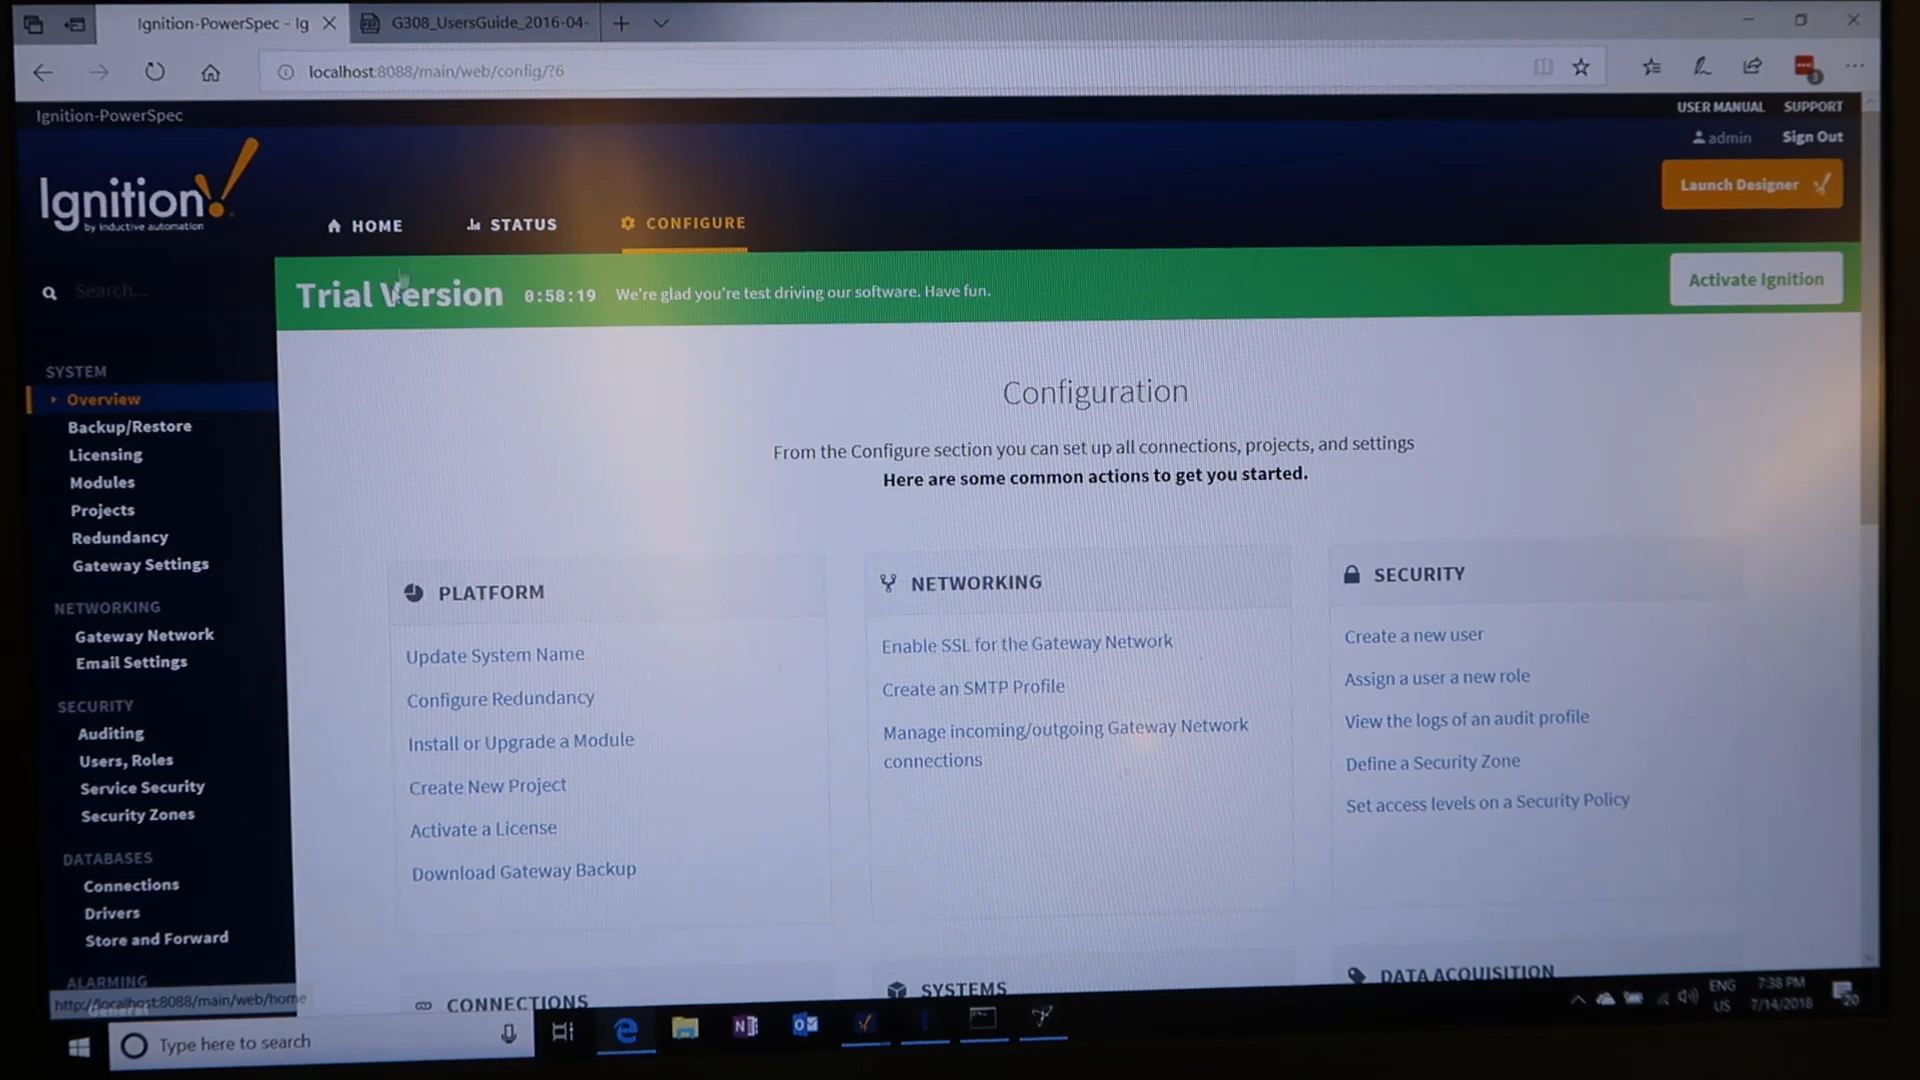 Ignition-PowerSpec - Ig
G308_UsersGuide_2016-04-
localhost:8088/main/web/config/?6
Ignition-PowerSpec
USER MANUAL SUPPORT
admin Sign Out
Ignition!
by inductive automation
Launch Designer
HOME STATUS CONFIGURE
Search...
Trial Version 0:58:19 We're glad you're test driving our software. Have fun.
Activate Ignition
SYSTEM
Overview
Backup/Restore
Licensing
Modules
Projects
Redundancy
Gateway Settings
NETWORKING
Gateway Network
Email Settings
SECURITY
Auditing
Users, Roles
Service Security
Security Zones
DATABASES
Connections
Drivers
Store and Forward
ALARMING
General
http://localhost:8088/main/web/home
Configuration
From the Configure section you can set up all connections, projects, and settings
Here are some common actions to get you started.
PLATFORM
Update System Name
Configure Redundancy
Install or Upgrade a Module
Create New Project
Activate a License
Download Gateway Backup
NETWORKING
Enable SSL for the Gateway Network
Create an SMTP Profile
Manage incoming/outgoing Gateway Network
connections
SECURITY
Create a new user
Assign a user a new role
View the logs of an audit profile
Define a Security Zone
Set access levels on a Security Policy
CONNECTIONS
SYSTEMS
DATA ACQUISITION
Type here to search
ENG
US
7:38 PM
7/14/2018
20